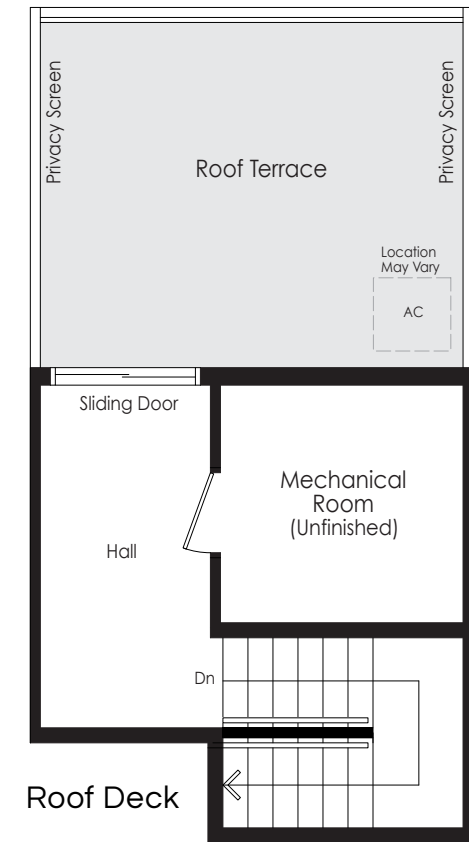 Privacy Screen
Privacy Screen
Roof Terrace
Location
May Vary
AC
Sliding Door
Mechanical
Room
(Unfinished)
Hall
Dn
Roof Deck